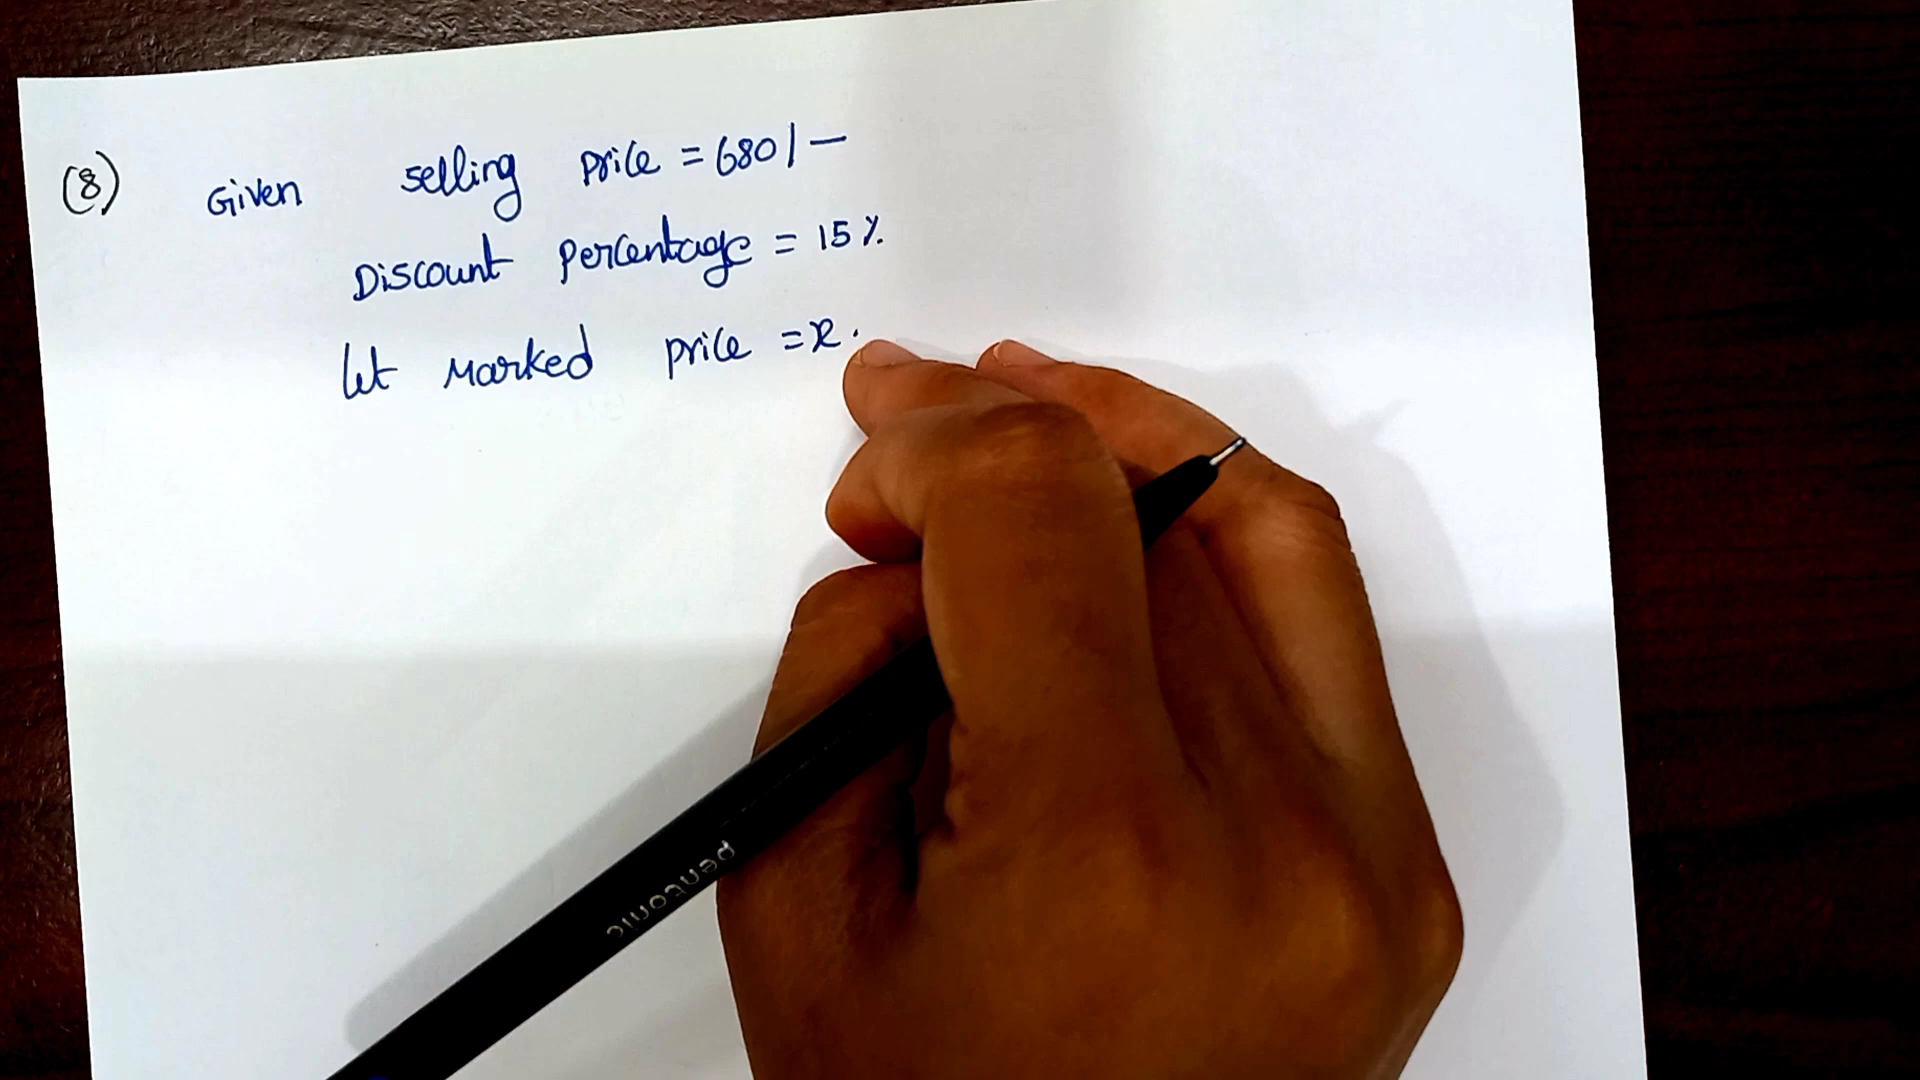 (8) Given selling price = 680/-
Discount percentage = 15%
let Marked price = x.
pentonic